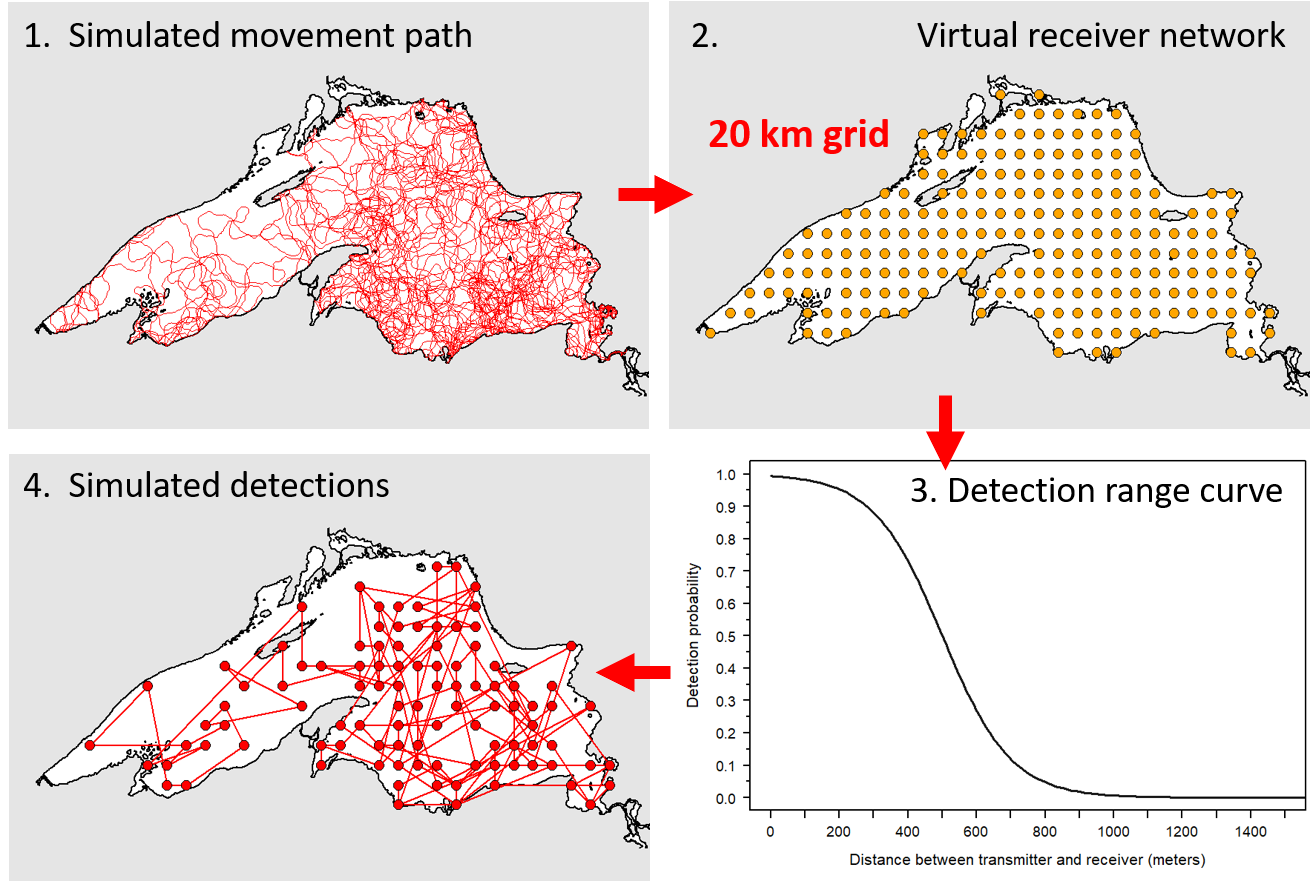 1. Simulated movement path
2. Virtual receiver network
20 km grid
4. Simulated detections
3. Detection range curve
1.0
0.9
0.8
0.7
0.6
0.5
0.4
0.3
0.2
0.1
0.0
Detection probability
0 200 400 600 800 1000 1200 1400
Distance between transmitter and receiver (meters)